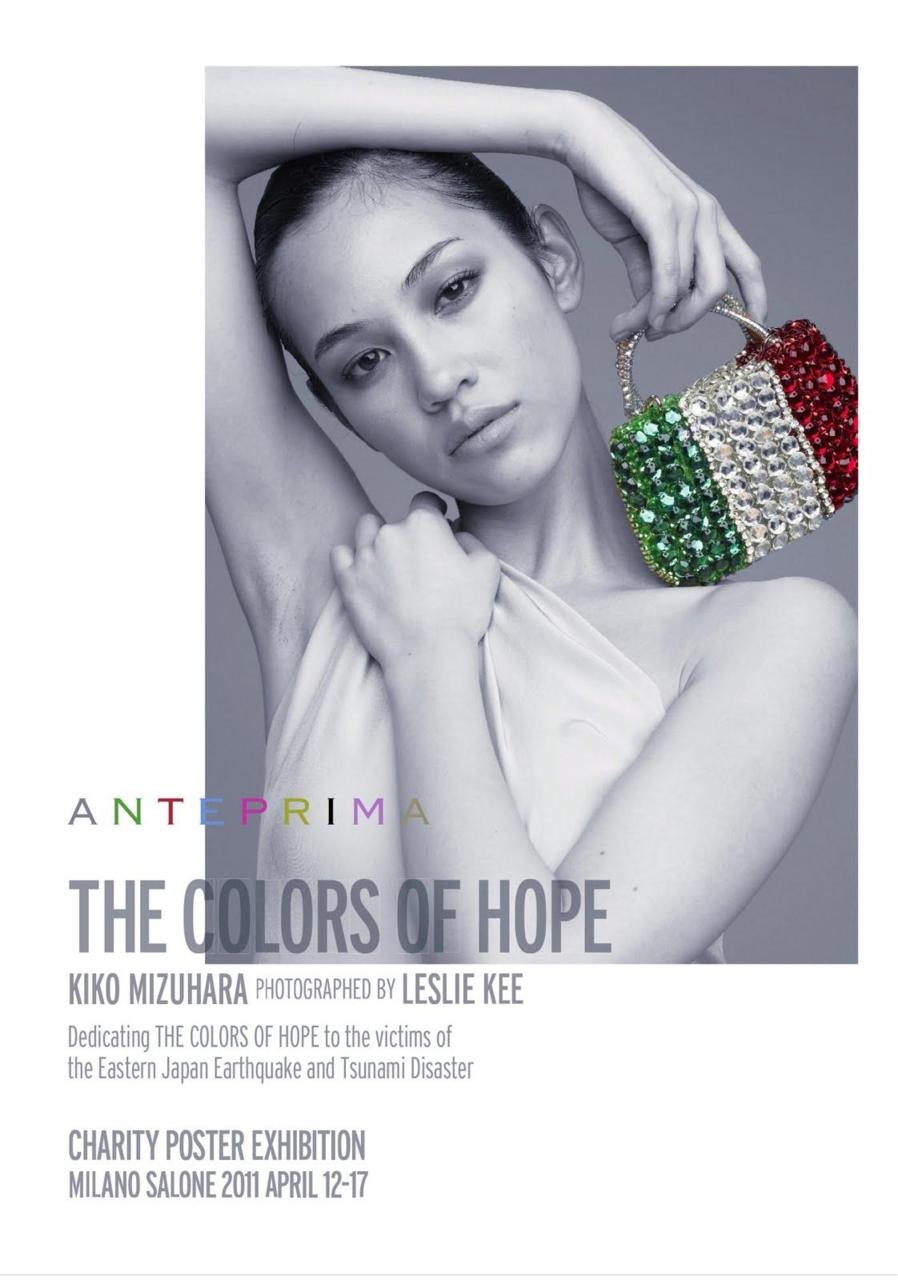 ANTEPRIMA
THE COLORS OF HOPE
KIKO MIZUHARA PHOTOGRAPHED BY LESLIE KEE
Dedicating THE COLORS OF HOPE to the victims of
the Eastern Japan Earthquake and Tsunami Disaster
CHARITY POSTER EXHIBITION
MILANO SALONE 2011 APRIL 12-17